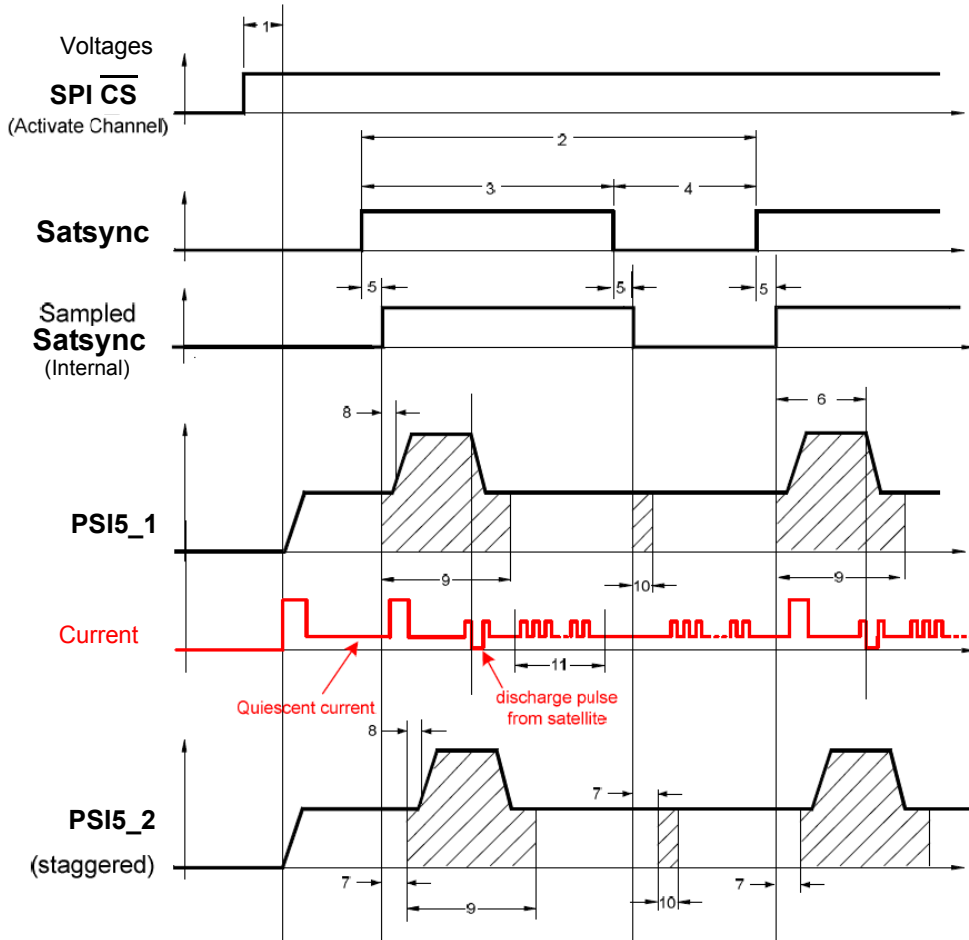 1
Voltages
SPI CS
(Activate Channel)
2
3
4
Satsync
5
5
5
Sampled
Satsync
(Internal)
8
6
PSI5_1
9
10
9
Current
11
Quiescent current
discharge pulse
from satellite
8
7
PSI5_2
(staggered)
7
9
10
7